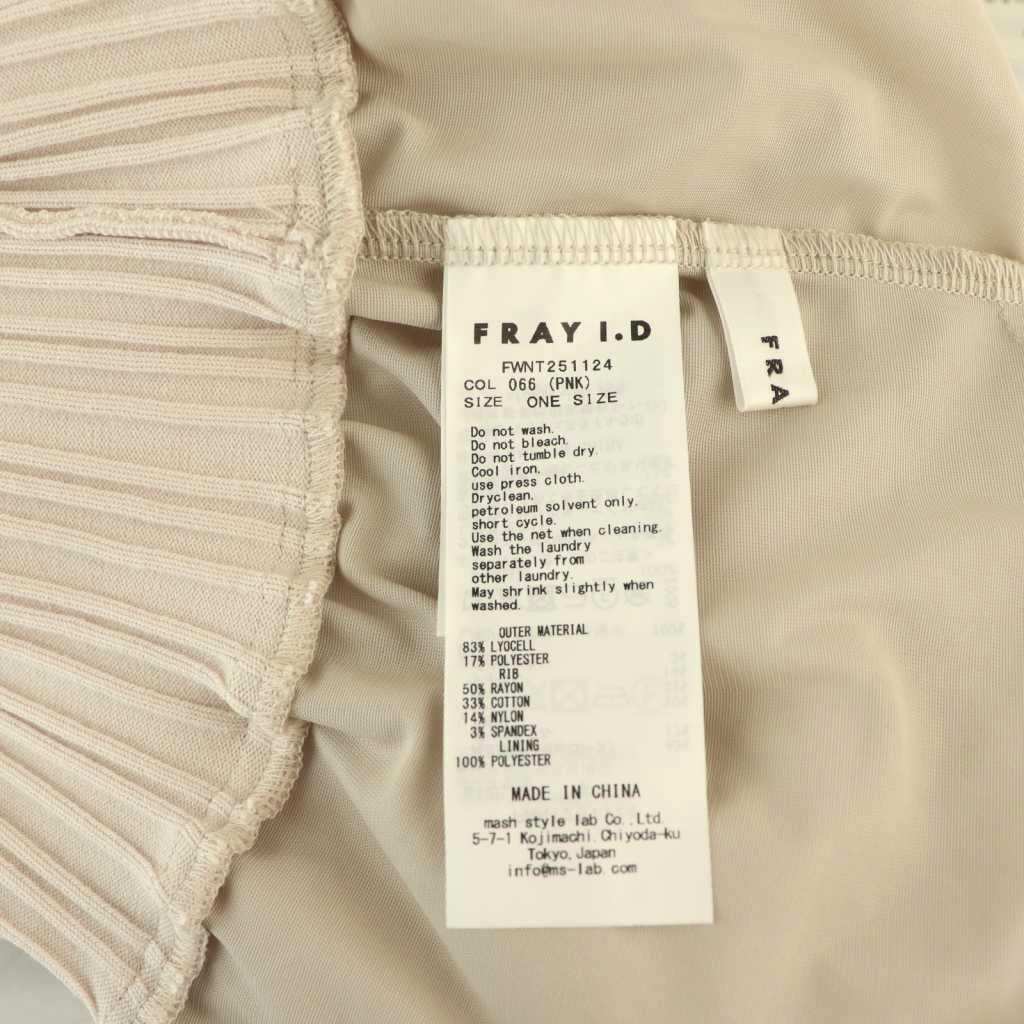 FRAY I.D
FWNT251124
COL 066 (PNK)
SIZE ONE SIZE
Do not wash.
Do not bleach.
Do not tumble dry.
Cool iron.
use press cloth.
Dryclean.
petroleum solvent only.
short cycle.
Use the net when cleaning.
Wash the laundry
separately from
other laundry.
May shrink slightly when
washed.
OUTER MATERIAL
83% LYOCELL
17% POLYESTER
RIB
50% RAYON
33% COTTON
14% NYLON
3% SPANDEX
LINING
100% POLYESTER
MADE IN CHINA
mash style lab Co.,Ltd.
5-7-1 Kojimachi, Chiyoda-ku
Tokyo, Japan
info@ms-lab.com
FRA